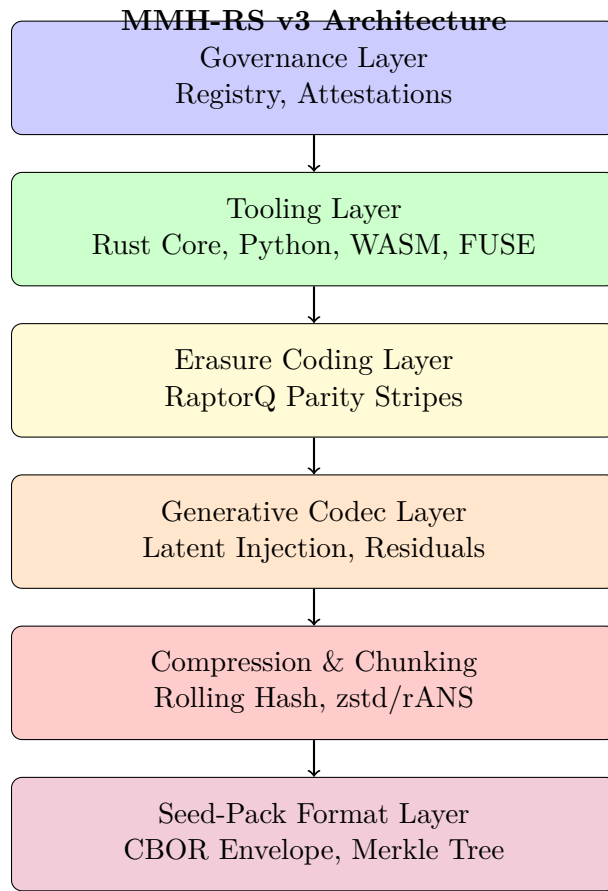 MMH-RS v3 Architecture
Governance Layer
Registry, Attestations
Tooling Layer
Rust Core, Python, WASM, FUSE
Erasure Coding Layer
RaptorQ Parity Stripes
Generative Codec Layer
Latent Injection, Residuals
Compression & Chunking
Rolling Hash, zstd/rANS
Seed-Pack Format Layer
CBOR Envelope, Merkle Tree